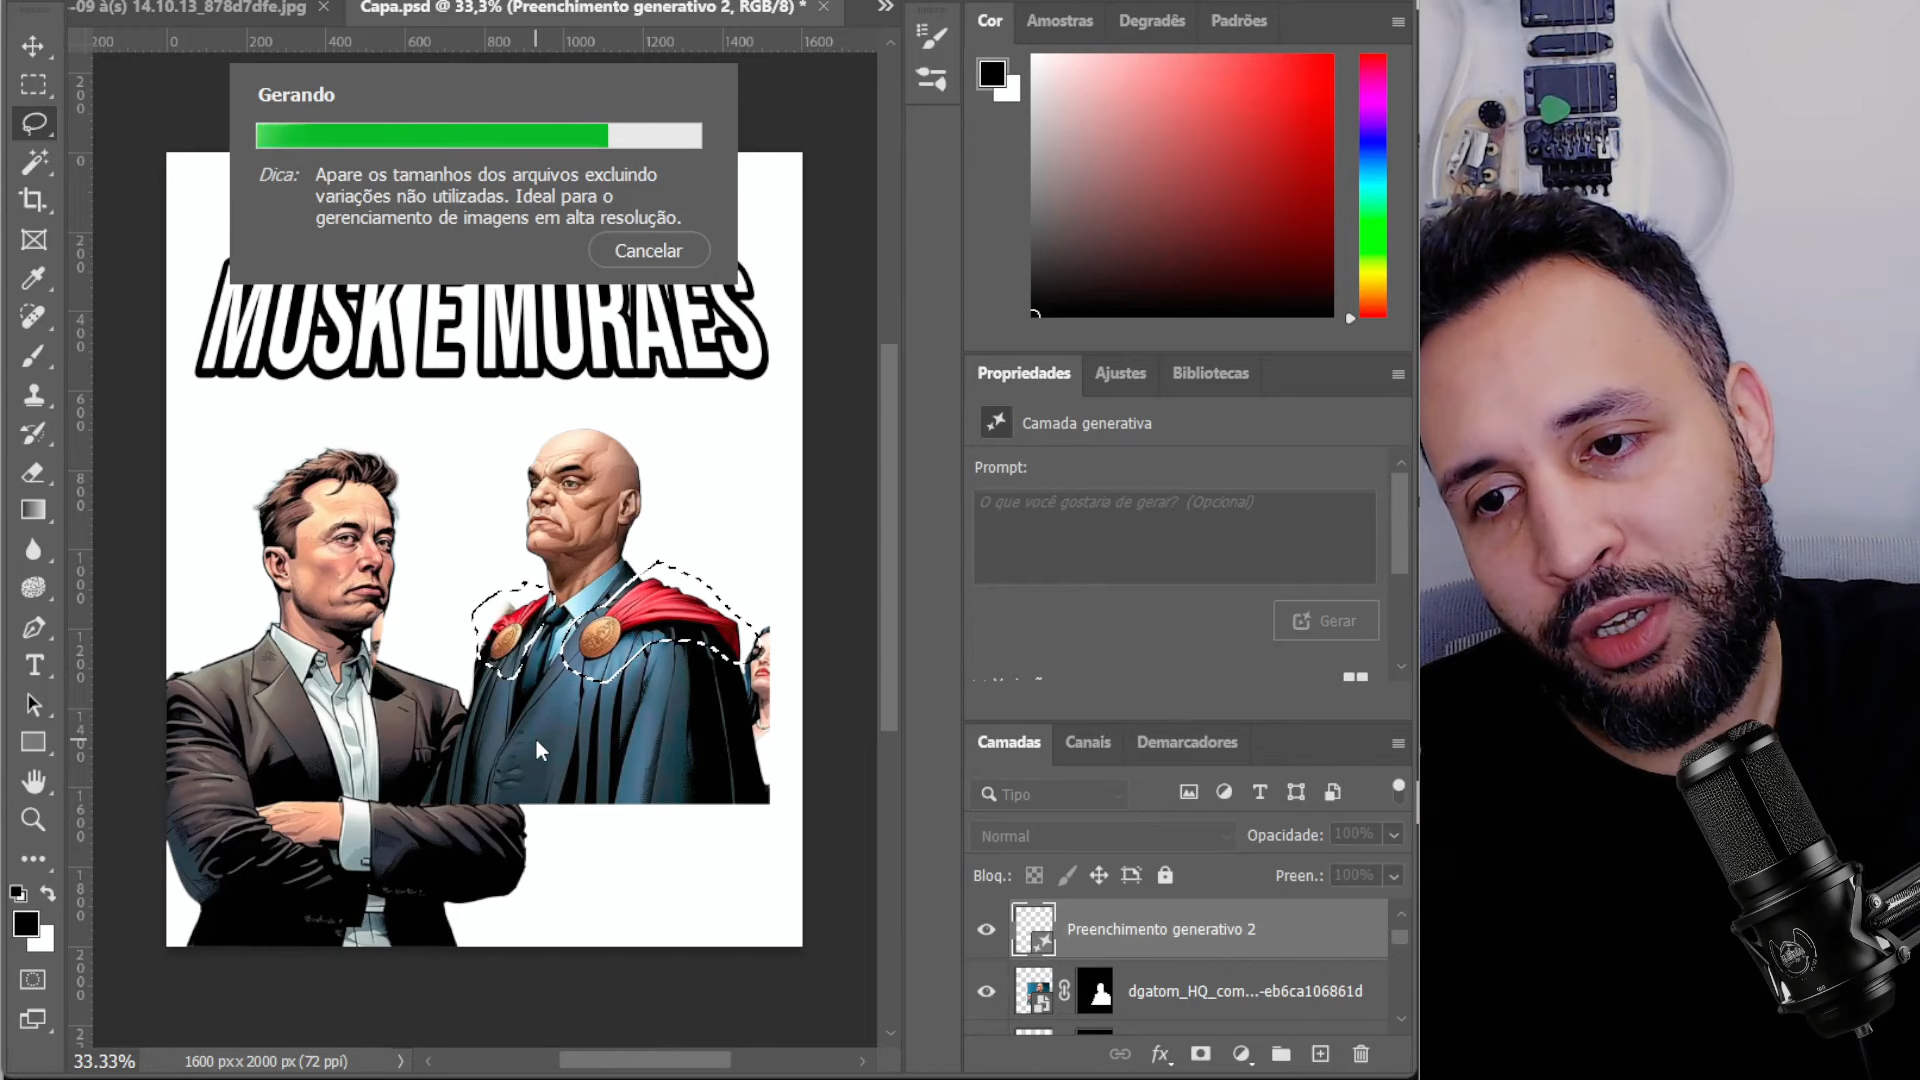 -09 à(s) 14.10.13_878d7dfe.jpg
Capa.psd @ 33,3% (Preenchimento generativo 2, RGB/8) *
200 0 200 400 600 800 1000 1200 1400 1600
Gerando
Dica: Apare os tamanhos dos arquivos excluindo
variações não utilizadas. Ideal para o
gerenciamento de imagens em alta resolução.
Cancelar
MUSK E MORAES
33.33%
1600 px x 2000 px (72 ppi)
Cor Amostras Degradês Padrões
Propriedades Ajustes Bibliotecas
Camada generativa
Prompt:
O que você gostaria de gerar? (Opcional)
Gerar
Camadas Canais Demarcadores
Tipo
Normal
Opacidade: 100%
Bloq.:
Preen.: 100%
Preenchimento generativo 2
dgatom_HQ_com...-eb6ca106861d